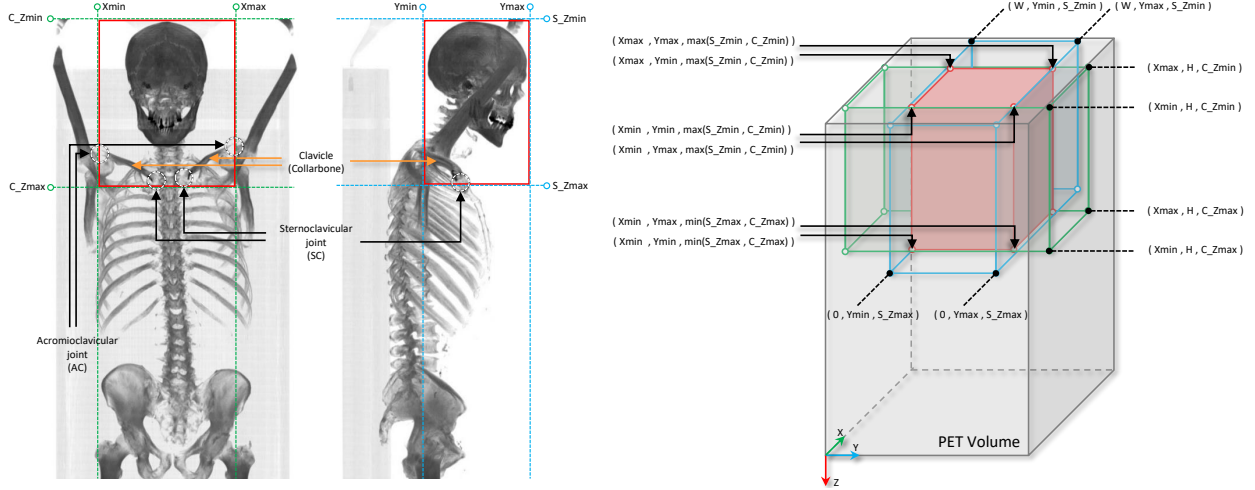 Xmin
Xmax
C_Zmin
C_Zmax
Acromioclavicular
joint
(AC)
Clavicle
(Collarbone)
Sternoclavicular
joint
(SC)
Ymin
Ymax
S_Zmin
S_Zmax
( W , Ymin , S_Zmin )
( W , Ymax , S_Zmin )
( Xmax , Ymax , max(S_Zmin , C_Zmin) )
( Xmax , Ymin , max(S_Zmin , C_Zmin) )
( Xmin , Ymin , max(S_Zmin , C_Zmin) )
( Xmin , Ymax , max(S_Zmin , C_Zmin) )
( Xmin , Ymax , min(S_Zmax , C_Zmax) )
( Xmin , Ymin , min(S_Zmax , C_Zmax) )
( Xmax , H , C_Zmin )
( Xmin , H , C_Zmin )
( Xmax , H , C_Zmax )
( Xmin , H , C_Zmax )
( 0 , Ymin , S_Zmax )
( 0 , Ymax , S_Zmax )
PET Volume
X
Y
Z